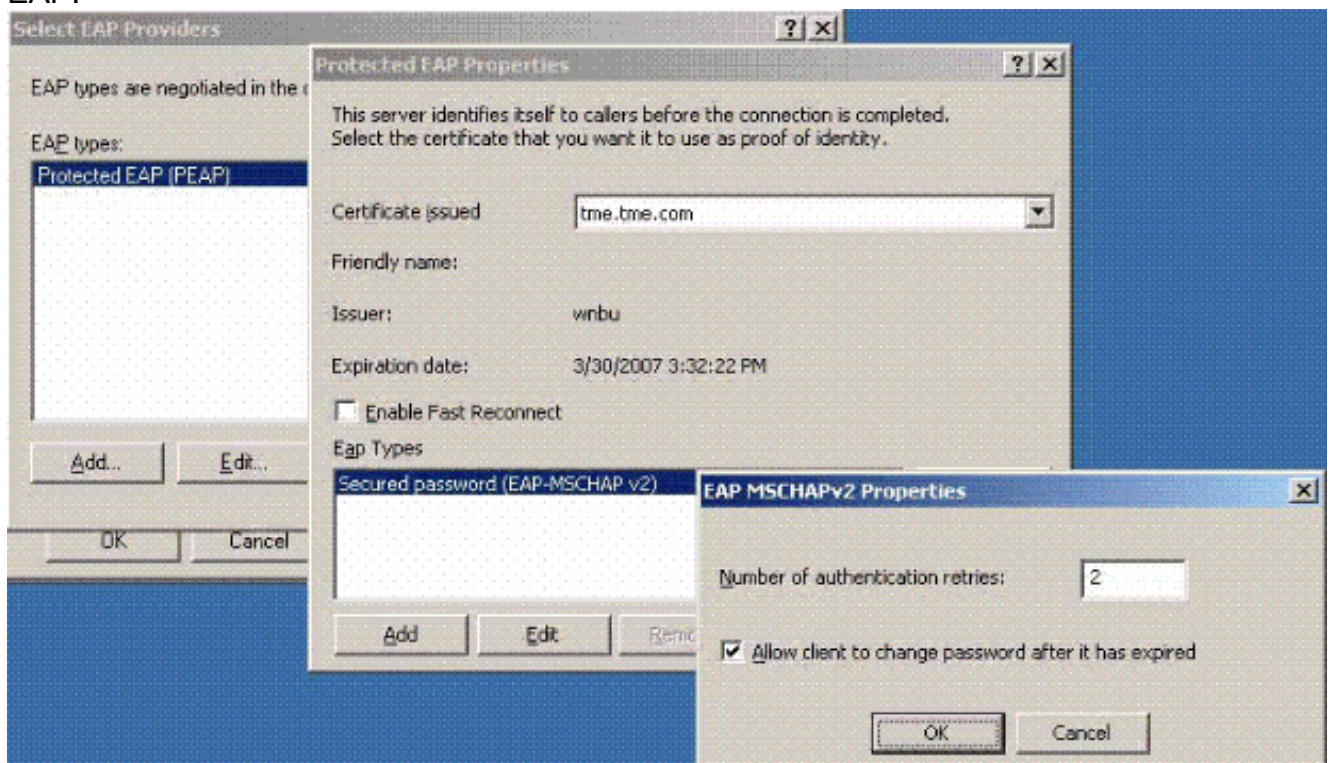 Select EAP Providers
EAP types are negotiated in the
EAP types:
Protected EAP (PEAP)
Add...
Edit...
OK
Cancel
Protected EAP Properties
This server identifies itself to callers before the connection is completed.
Select the certificate that you want it to use as proof of identity.
Certificate issued
tme.tme.com
Friendly name:
Issuer:
wnbu
Expiration date:
3/30/2007 3:32:22 PM
Enable Fast Reconnect
Eap Types
Secured password (EAP-MSCHAP v2)
Add
Edit
EAP MSCHAPv2 Properties
Number of authentication retries:
2
Allow client to change password after it has expired
OK
Cancel